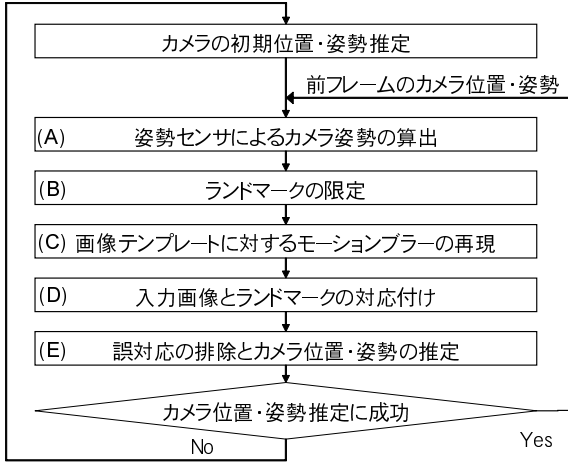 カメラの初期位置・姿勢推定
前フレームのカメラ位置・姿勢
(A) 姿勢センサによるカメラ姿勢の算出
(B) ランドマークの限定
(C) 画像テンプレートに対するモーションブラーの再現
(D) 入力画像とランドマークの対応付け
(E) 誤対応の排除とカメラ位置・姿勢の推定
カメラ位置・姿勢推定に成功
No
Yes